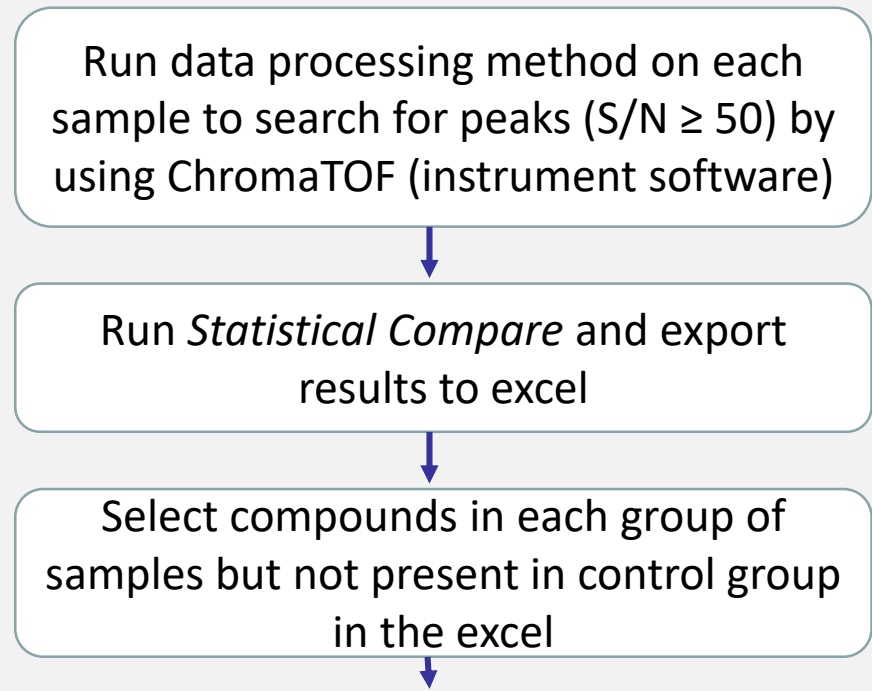 Run data processing method on each
sample to search for peaks (S/N ≥ 50) by
using ChromaTOF (instrument software)
Run Statistical Compare and export
results to excel
Select compounds in each group of
samples but not present in control group
in the excel